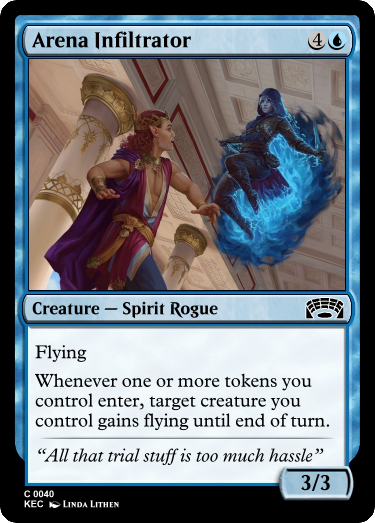 Arena Infiltrator 4
Creature — Spirit Rogue
Flying
Whenever one or more tokens you
control enter, target creature you
control gains flying until end of turn.
“All that trial stuff is too much hassle”
3/3
C 0040
KEC LINDA LITHEN